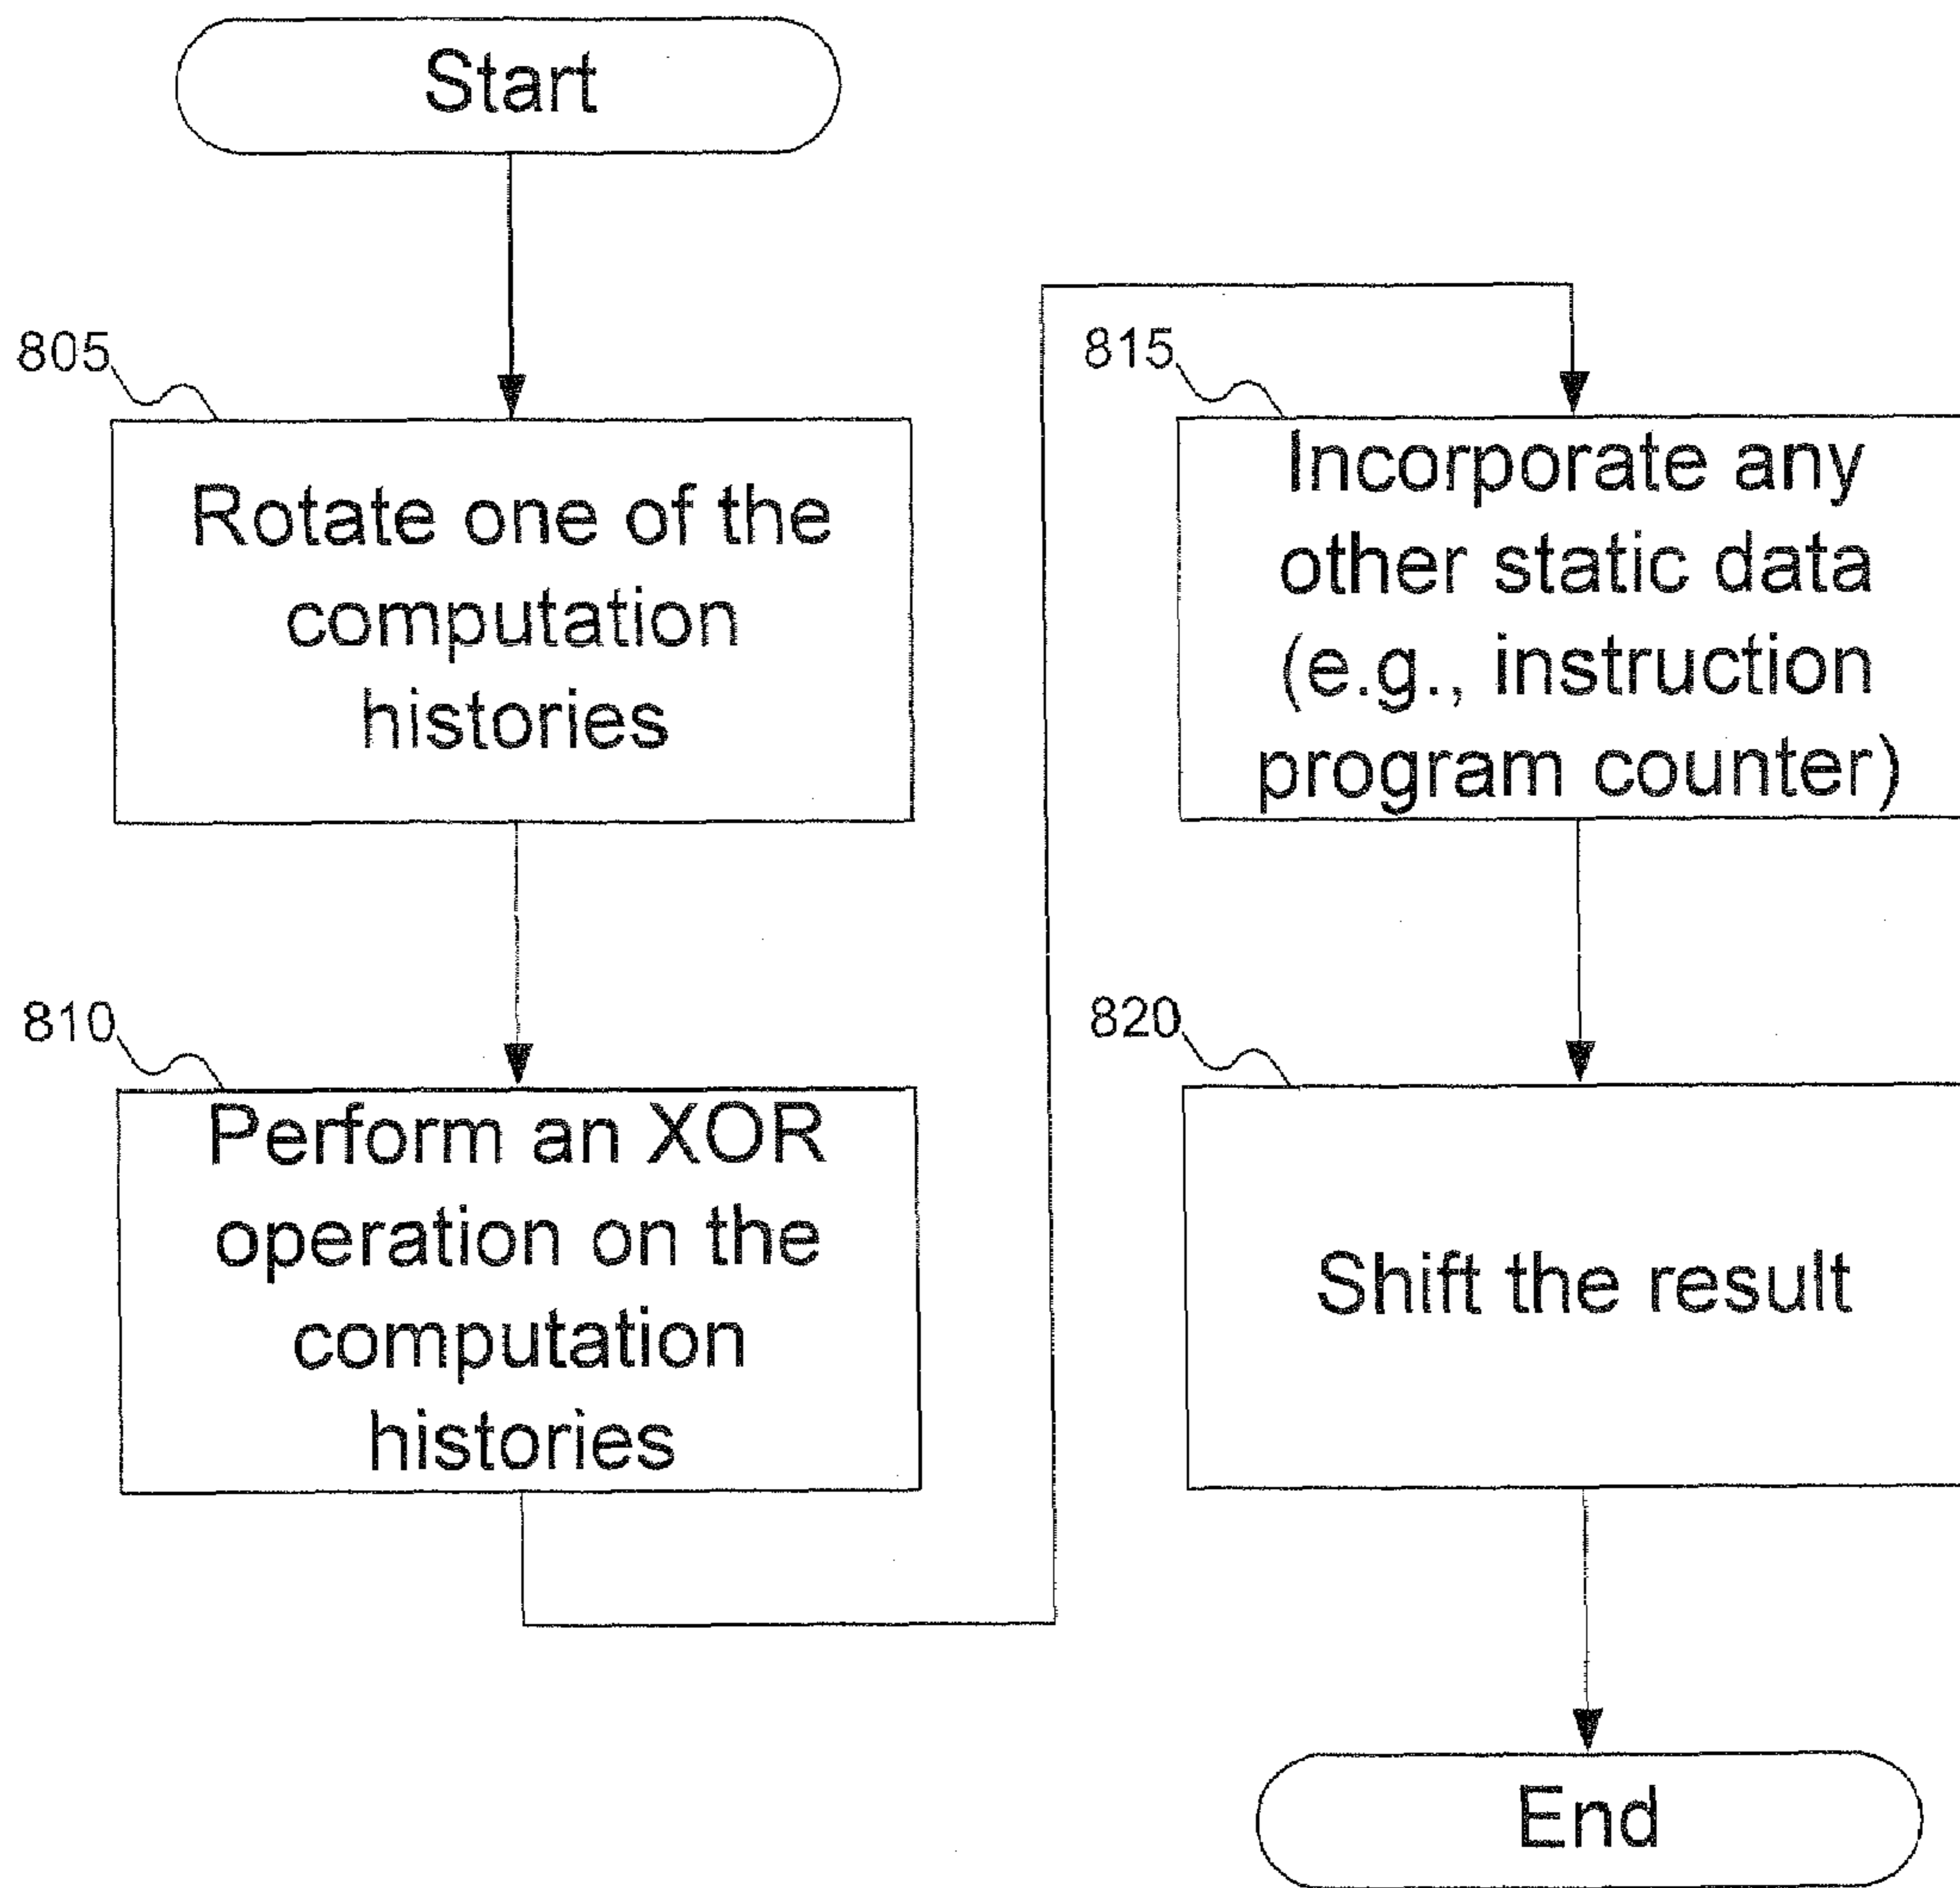 Start
805
Rotate one of the
computation
histories
810
Perform an XOR
operation on the
computation
histories
815
Incorporate any
other static data
(e.g., instruction
program counter)
820
Shift the result
End